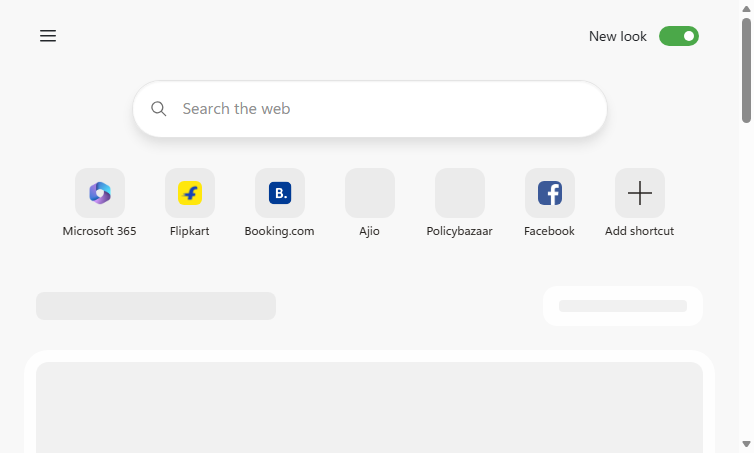 New look
Search the web
B.
Microsoft 365
Flipkart
Booking.com
Ajio
Policybazaar
Facebook
Add shortcut